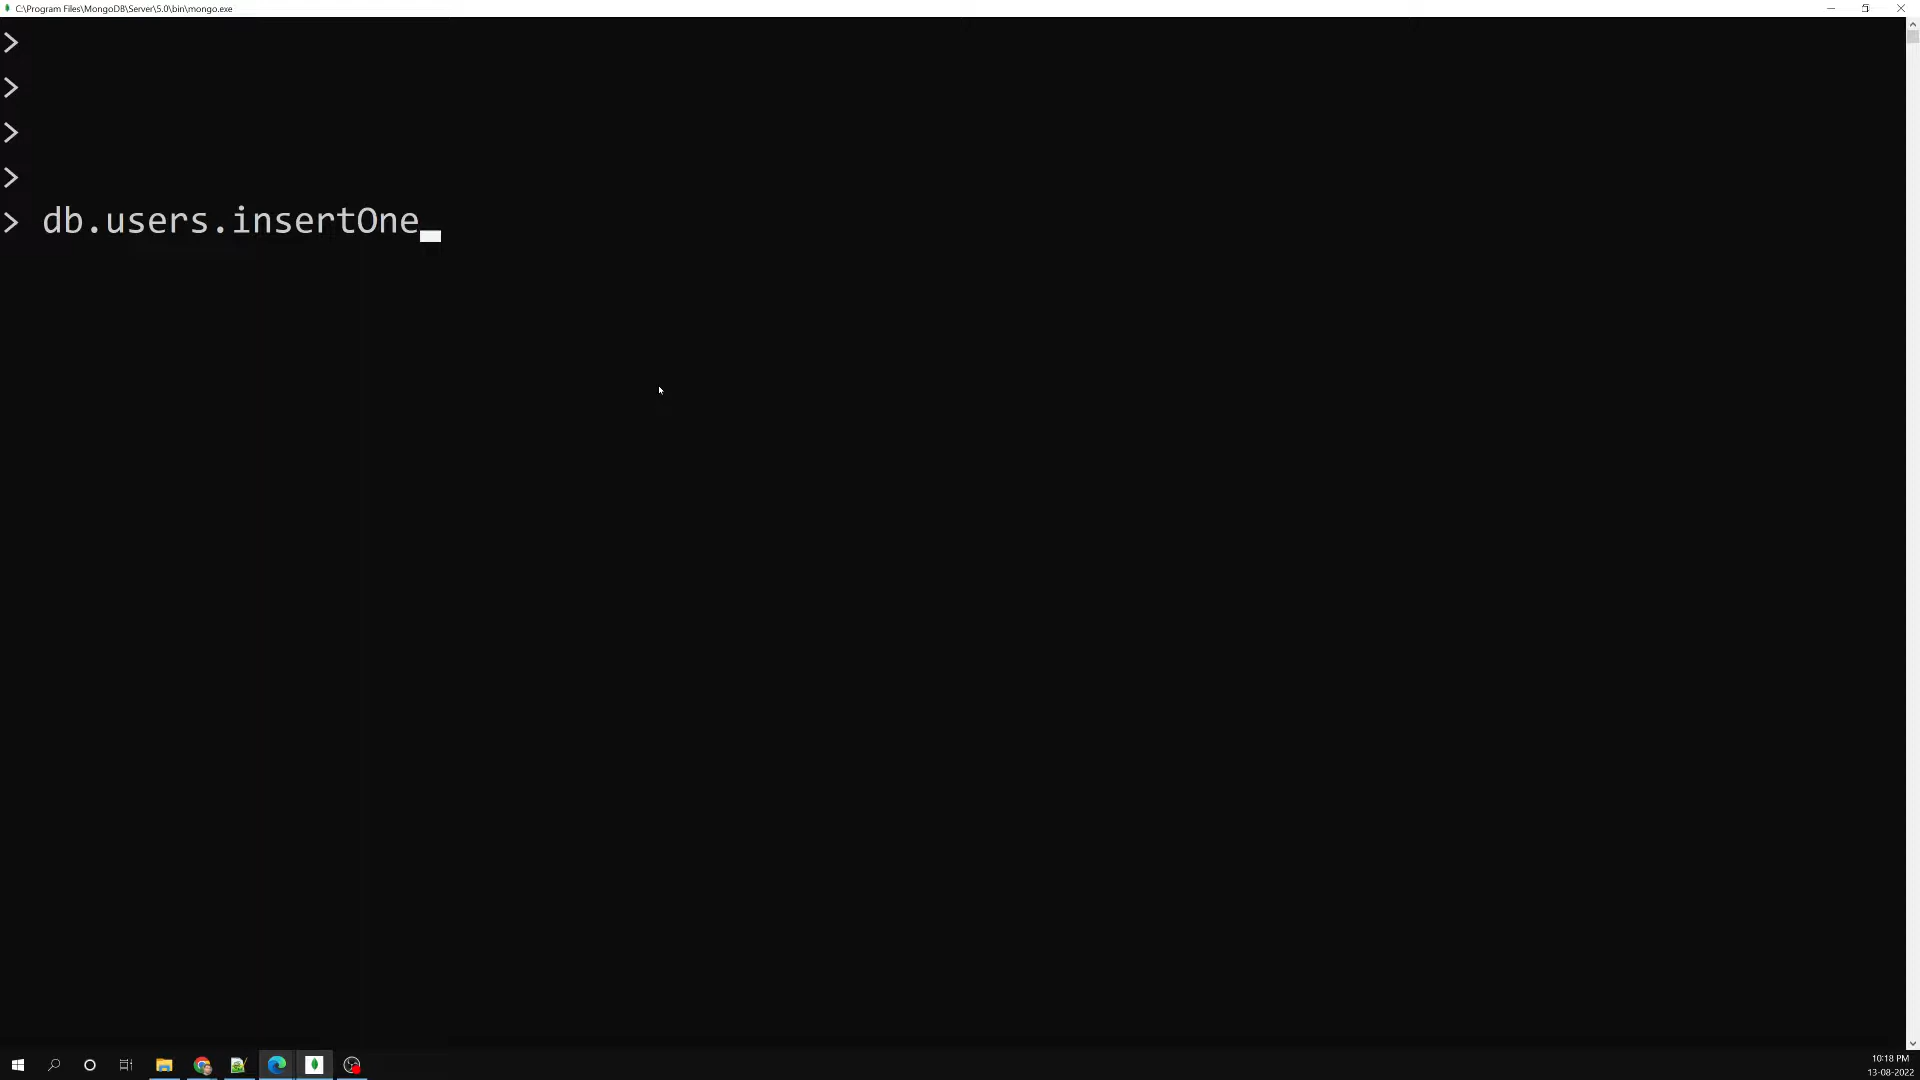 C:\Program Files\MongoDB\Server\5.0\bin\mongo.exe
>
>
>
>
> db.users.insertOne
10:18 PM
13-08-2022